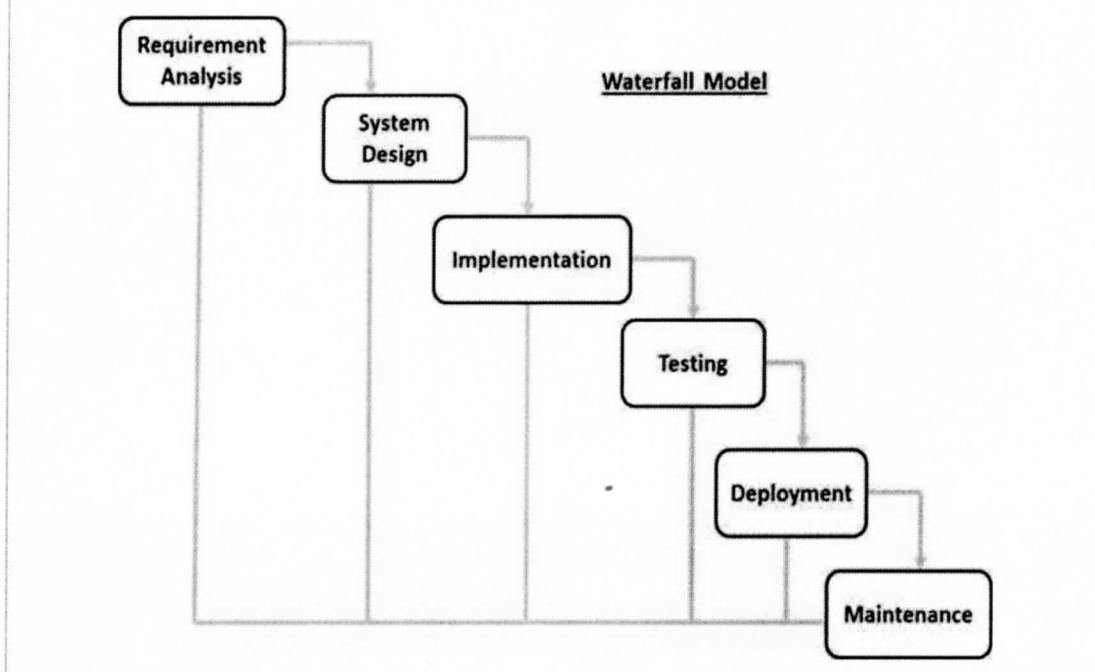 Requirement
Analysis
Waterfall Model
System
Design
Implementation
Testing
Deployment
Maintenance